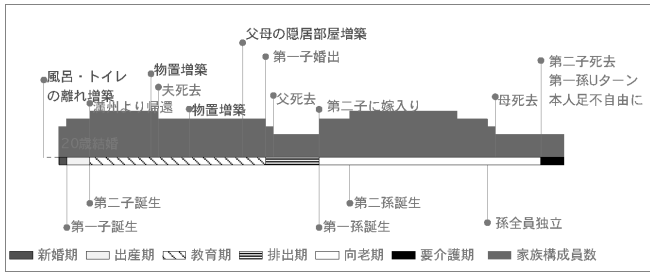 父母の隠居部屋増築
第一子婚出
第二子死去
第一孫Uターン
本人足不自由に
風呂・トイレ
の離れ増築
物置増築
夫死去
満州より帰還
物置増築
父死去
第二子に嫁入り
母死去
20歳結婚
第二子誕生
第一子誕生
第二孫誕生
第一孫誕生
孫全員独立
新婚期 出産期 教育期 排出期 向老期 要介護期 家族構成員数